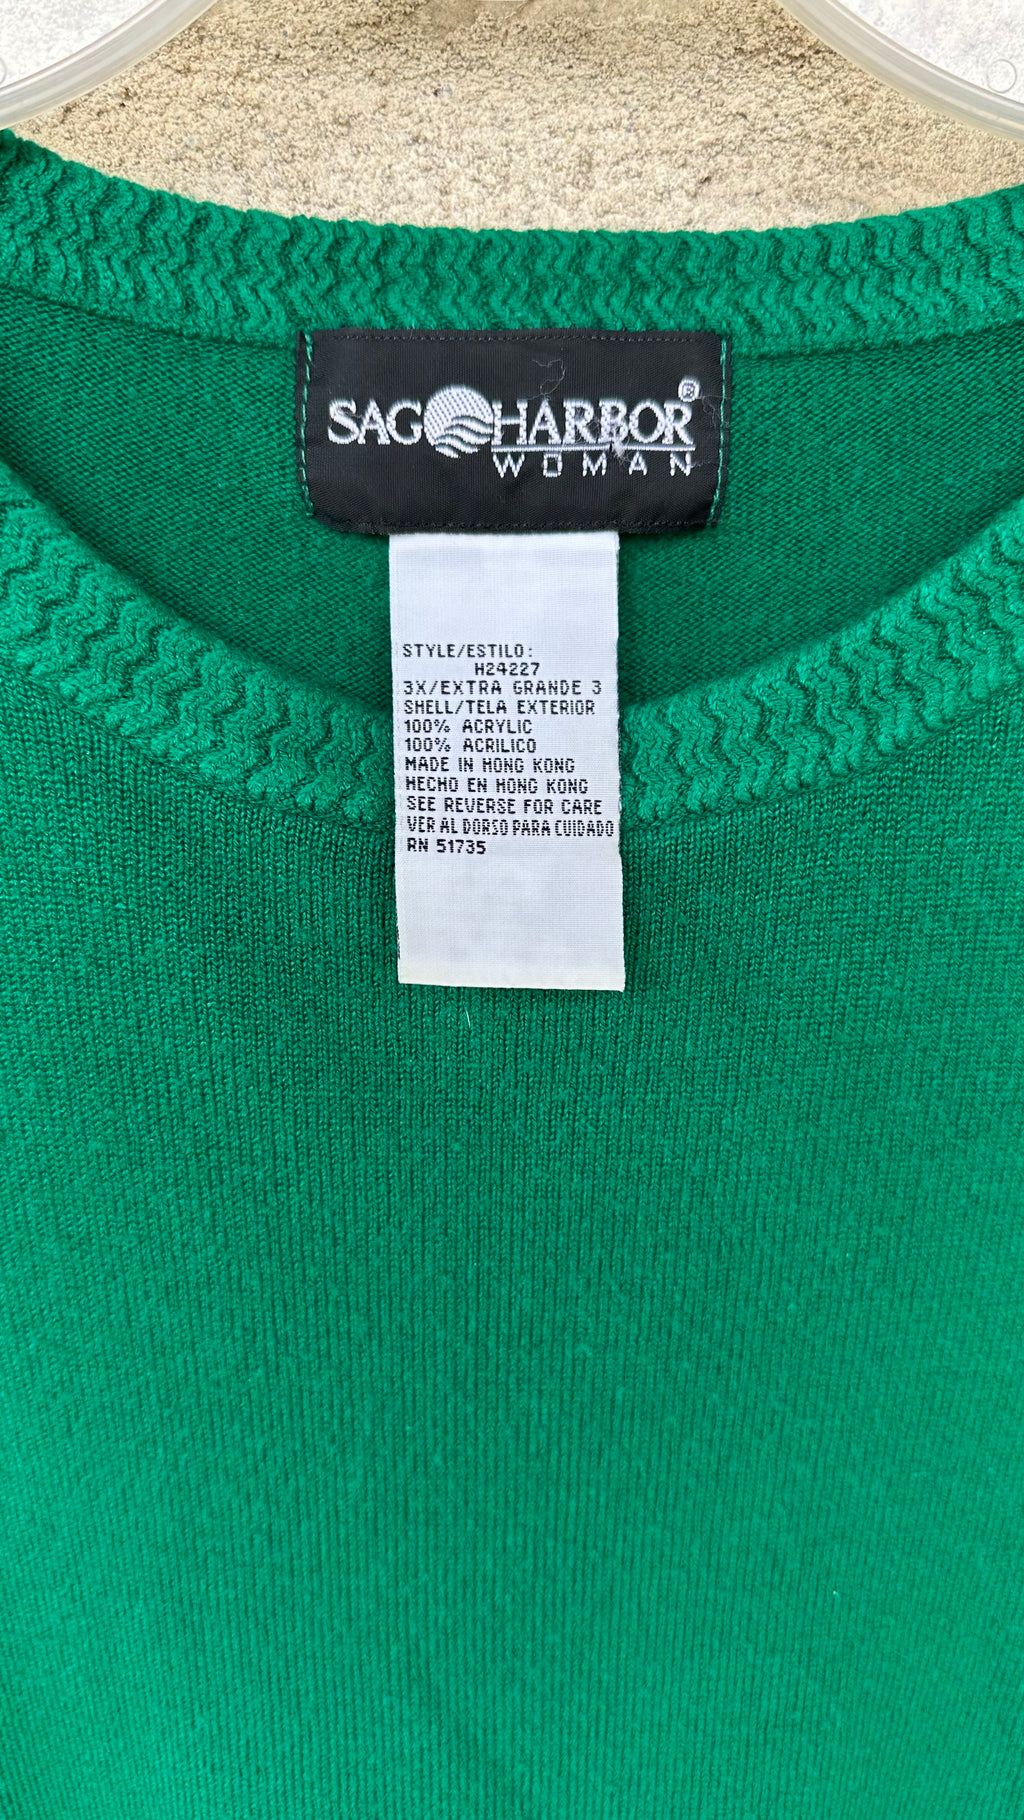 SAG HARBOR®
WOMAN
STYLE/ESTILO:
H24227
3X/EXTRA GRANDE 3
SHELL/TELA EXTERIOR
100% ACRYLIC
100% ACRILICO
MADE IN HONG KONG
HECHO EN HONG KONG
SEE REVERSE FOR CARE
VER AL DORSO PARA CUIDADO
RN 51735